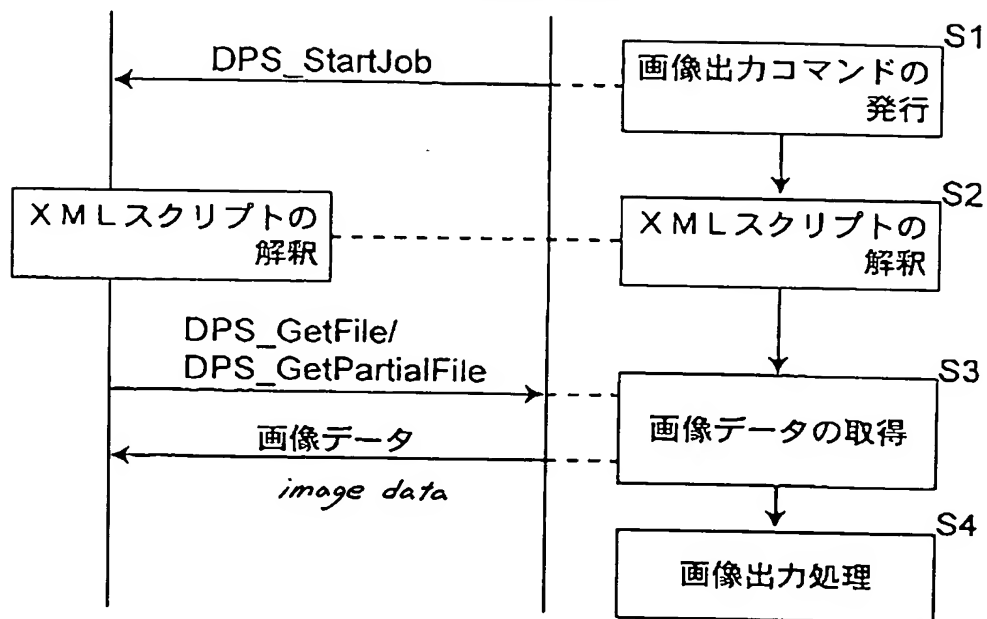 S1
DPS_StartJob
画像出力コマンドの
発行
S2
XMLスクリプトの
解釈
XMLスクリプトの
解釈
DPS_GetFile/
DPS_GetPartialFile
S3
画像データの取得
画像データ
image data
S4
画像出力処理